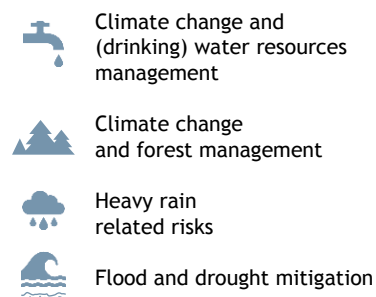 Climate change and
(drinking) water resources
management
Climate change
and forest management
Heavy rain
related risks
Flood and drought mitigation